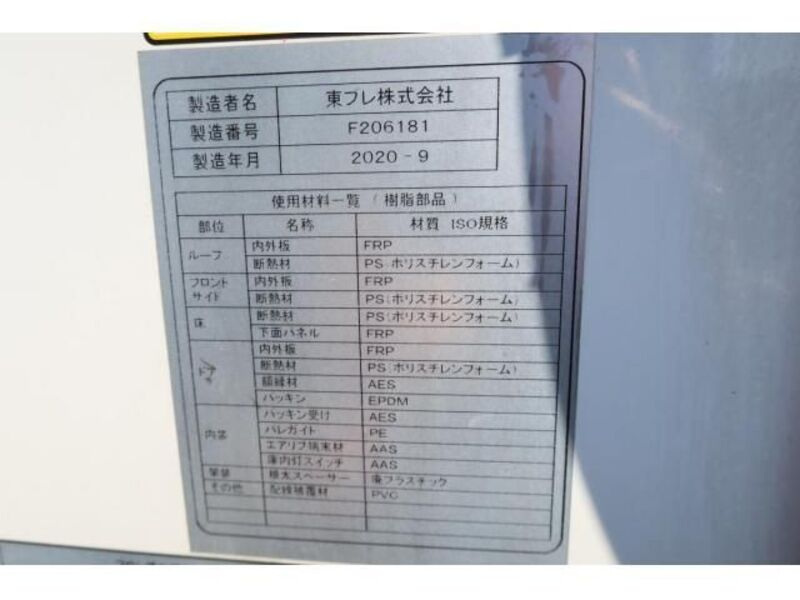 製造者名 東フレ株式会社
製造番号 F206181
製造年月 2020-9
使用材料一覧 (樹脂部品)
部位 名称 材質 ISO規格
ルーフ 内外板 FRP
断熱材 PS(ポリスチレンフォーム)
フロント 内外板 FRP
サイド 断熱材 PS(ポリスチレンフォーム)
床 断熱材 PS(ポリスチレンフォーム)
下面パネル FRP
ドア 内外板 FRP
断熱材 PS(ポリスチレンフォーム)
額縁材 AES
パッキン EPDM
内装 パッキン受け AES
パレガイド PE
エアリブ端末材 AAS
庫内灯スイッチ AAS
架装 根太スペーサー 廃プラスチック
その他 配線被覆材 PVC